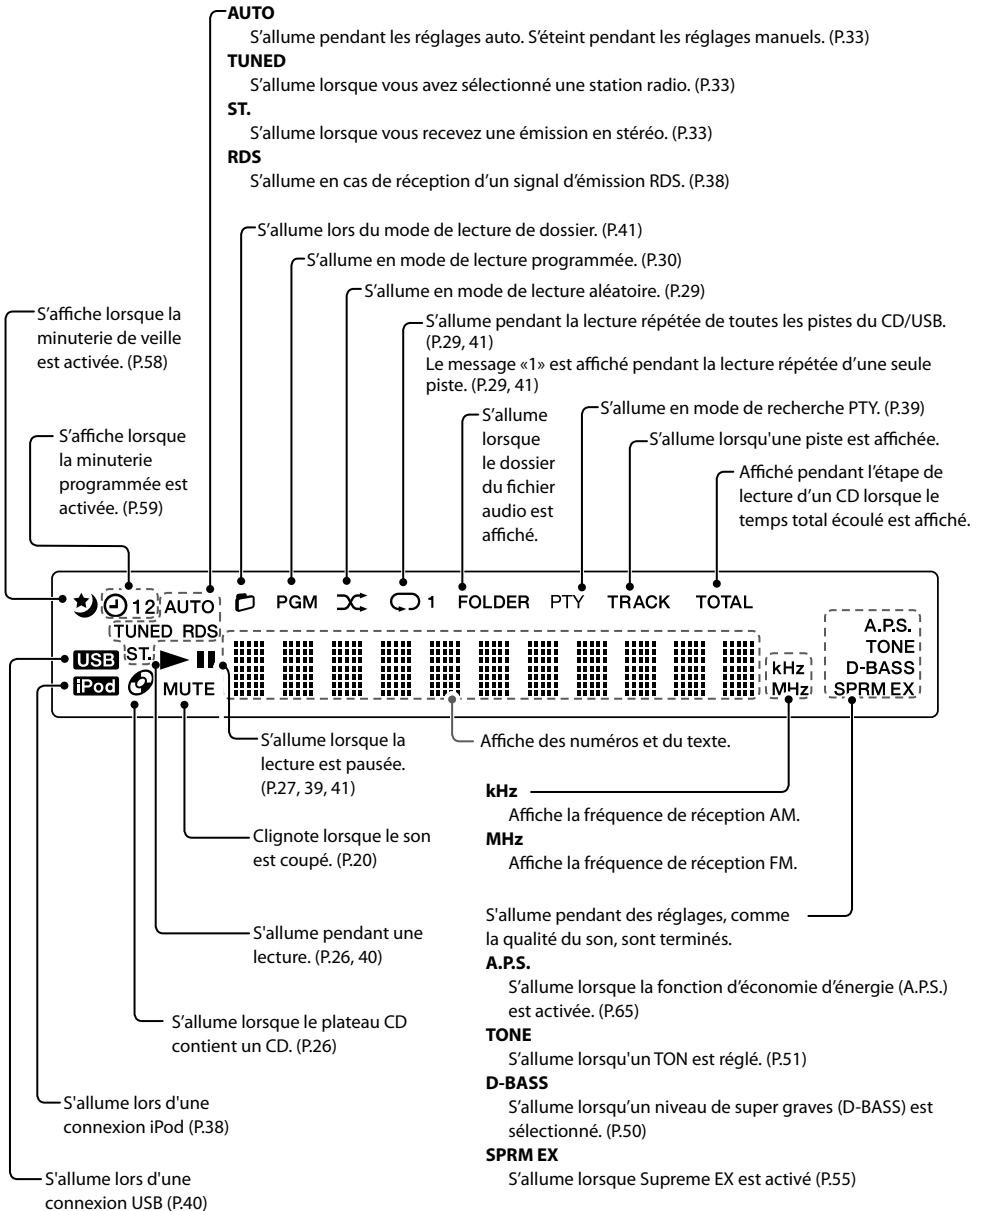 AUTO
S'allume pendant les réglages auto. S'éteint pendant les réglages manuels. (P.33)
TUNED
S'allume lorsque vous avez sélectionné une station radio. (P.33)
ST.
S'allume lorsque vous recevez une émission en stéréo. (P.33)
RDS
S'allume en cas de réception d'un signal d'émission RDS. (P.38)
S'allume lors du mode de lecture de dossier. (P.41)
S'allume en mode de lecture programmée. (P.30)
S'allume en mode de lecture aléatoire. (P.29)
S'allume pendant la lecture répétée de toutes les pistes du CD/USB.
(P.29, 41)
Le message «1» est affiché pendant la lecture répétée d'une seule
piste. (P.29, 41)
S'affiche lorsque la
minuterie de veille
est activée. (P.58)
S'affiche lorsque
la minuterie
programmée est
activée. (P.59)
S'allume
lorsque
le dossier
du fichier
audio est
affiché.
S'allume en mode de recherche PTY. (P.39)
S'allume lorsqu'une piste est affichée.
Affiché pendant l'étape de
lecture d'un CD lorsque le
temps total écoulé est affiché.
12 AUTO PGM 1 FOLDER PTY TRACK TOTAL
TUNED RDS
USB ST.
iPod MUTE
kHz
MHz
A.P.S.
TONE
D-BASS
SPRM EX
S'allume lorsque la
lecture est pausée.
(P.27, 39, 41)
Clignote lorsque le son
est coupé. (P.20)
S'allume pendant une
lecture. (P.26, 40)
S'allume lorsque le plateau CD
contient un CD. (P.26)
S'allume lors d'une
connexion iPod (P.38)
S'allume lors d'une
connexion USB (P.40)
Affiche des numéros et du texte.
kHz
Affiche la fréquence de réception AM.
MHz
Affiche la fréquence de réception FM.
S'allume pendant des réglages, comme
la qualité du son, sont terminés.
A.P.S.
S'allume lorsque la fonction d'économie d'énergie (A.P.S.)
est activée. (P.65)
TONE
S'allume lorsqu'un TON est réglé. (P.51)
D-BASS
S'allume lorsqu'un niveau de super graves (D-BASS) est
sélectionné. (P.50)
SPRM EX
S'allume lorsque Supreme EX est activé (P.55)